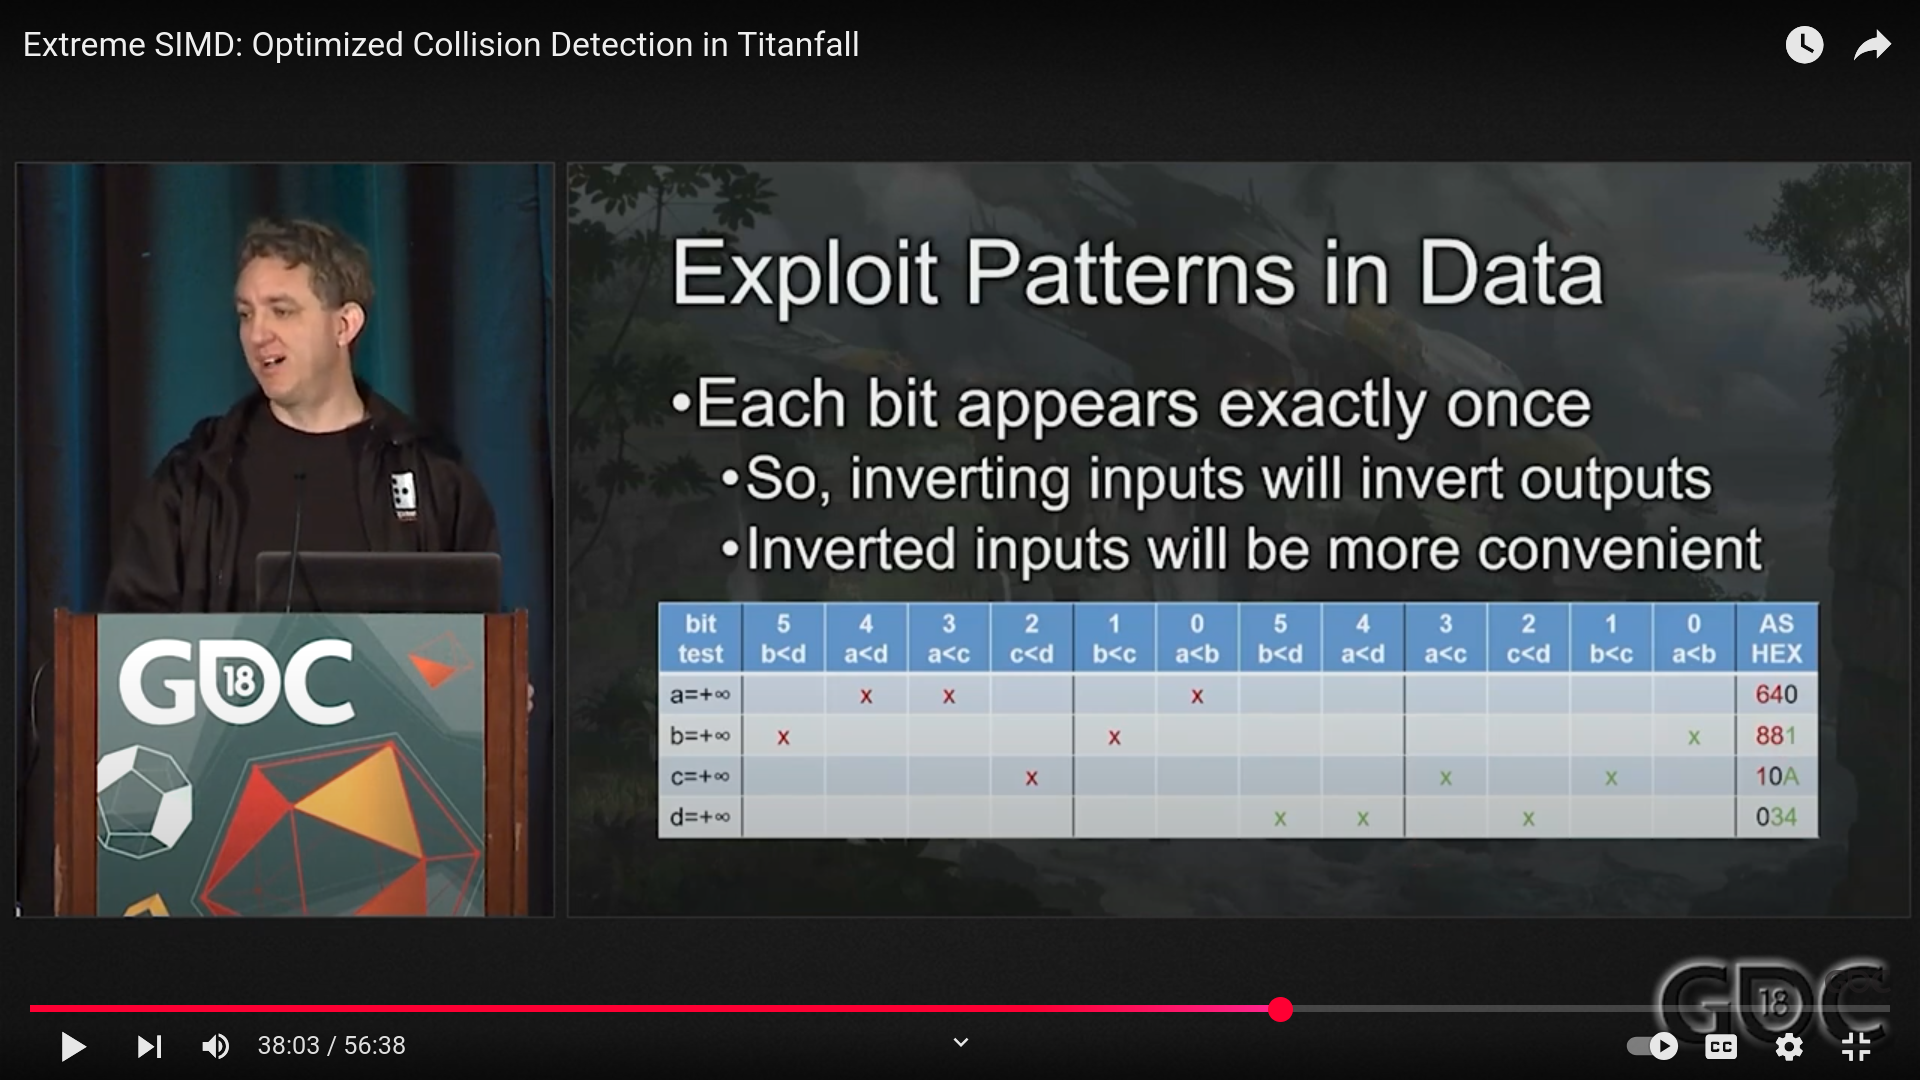 Extreme SIMD: Optimized Collision Detection in Titanfall
Exploit Patterns in Data
•Each bit appears exactly once
•So, inverting inputs will invert outputs
•Inverted inputs will be more convenient
bit 5 4 3 2 1 0 5 4 3 2 1 0 AS
test b<d a<d a<c c<d b<c a<b b<d a<d a<c c<d b<c a<b HEX
a=+∞ x x x 640
b=+∞ x x x 881
c=+∞ x x x 10A
d=+∞ x x x 034
GDC
18
GDC
18
38:03 / 56:38
CC